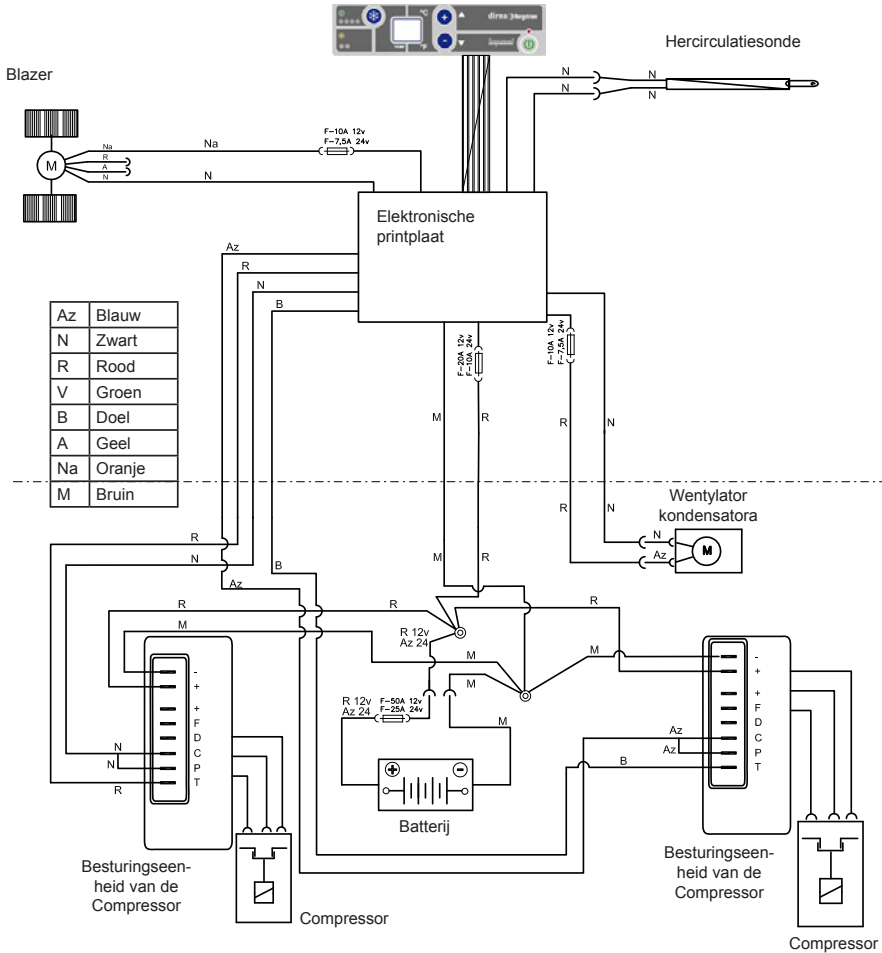 °C
°F
dirna
Hercirculatiesonde
Blazer
N
N
N
N
Na
R
A
N
Na
N
M
F-10A 12v
F-7,5A 24v
Elektronische
printplaat
Az
R
N
B
Az Blauw
N Zwart
R Rood
V Groen
B Doel
A Geel
Na Oranje
M Bruin
F-20A 12v
F-10A 24v
F-10A 12v
F-7,5A 24v
M
R
R
N
R
N
Wentylator
kondensatora
N
Az
M
R
N
B
Az
M
R
R
R
R
M
R 12v
Az 24
M
M
M
M
R 12v
Az 24
F-50A 12v
F-25A 24v
-
+
+
F
D
C
P
T
N
N
R
Batterij
-
+
+
F
D
C
P
T
Az
Az
B
Besturingseen-
heid van de
Compressor
Compressor
Besturingseen-
heid van de
Compressor
Compressor